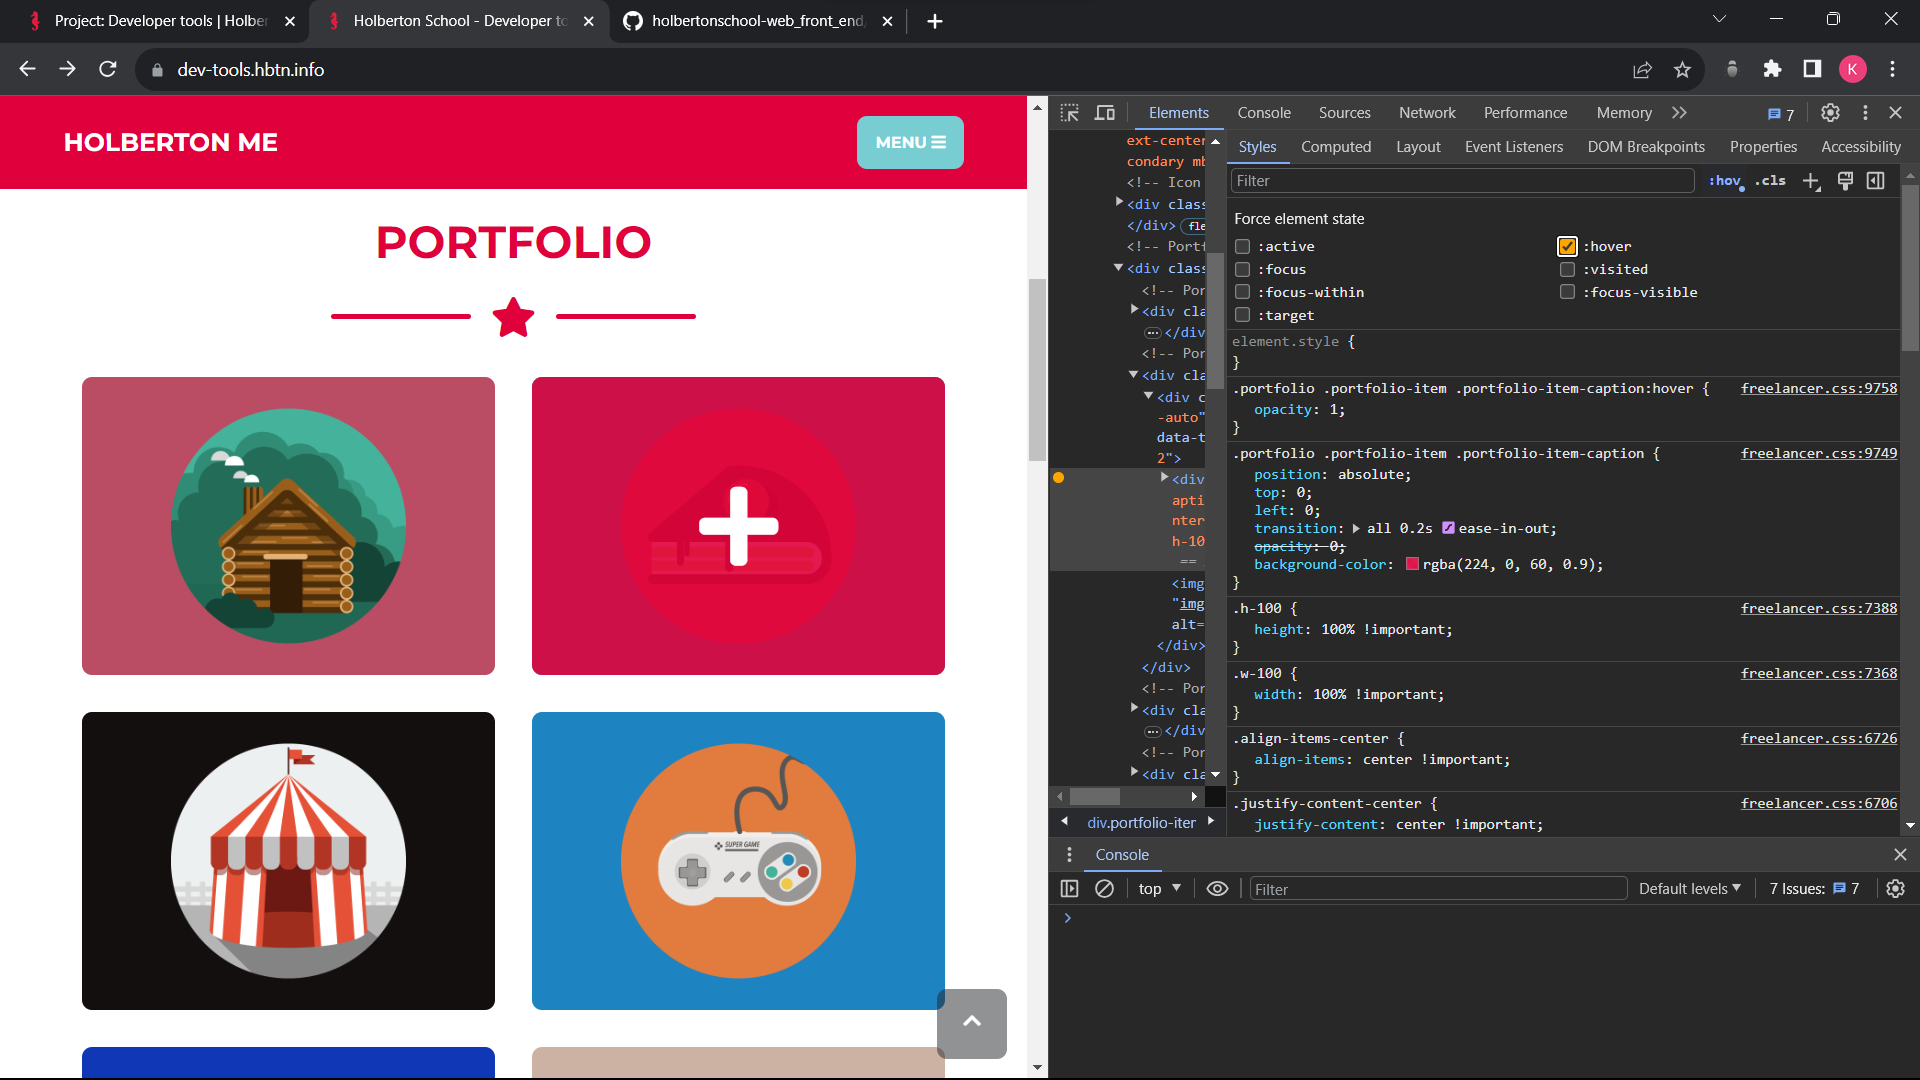 Project: Developer tools | Holber
Holberton School - Developer to
holbertonschool-web_front_end,
dev-tools.hbtn.info
K
HOLBERTON ME
MENU
PORTFOLIO
SUPER GAME
Elements Console Sources Network Performance Memory 7
ext-center
condary mb
<!-- Icon
<div class
</div> fle
<!-- Portf
<div class
<!-- Por
<div cla
</div
<!-- Por
<div cla
<div c
-auto"
data-t
2">
<div
apti
nter
h-10
==
<img
"img
alt=
</div>
</div>
<!-- Por
<div cla
</div
<!-- Por
<div cla
div.portfolio-iter
Styles Computed Layout Event Listeners DOM Breakpoints Properties Accessibility
Filter :hov .cls
Force element state
:active :hover
:focus :visited
:focus-within :focus-visible
:target
element.style {
}
.portfolio .portfolio-item .portfolio-item-caption:hover { freelancer.css:9758
opacity: 1;
}
.portfolio .portfolio-item .portfolio-item-caption { freelancer.css:9749
position: absolute;
top: 0;
left: 0;
transition: all 0.2s ease-in-out;
opacity: 0;
background-color: rgba(224, 0, 60, 0.9);
}
.h-100 { freelancer.css:7388
height: 100% !important;
}
.w-100 { freelancer.css:7368
width: 100% !important;
}
.align-items-center { freelancer.css:6726
align-items: center !important;
}
.justify-content-center { freelancer.css:6706
justify-content: center !important;
Console
top Filter Default levels 7 Issues: 7